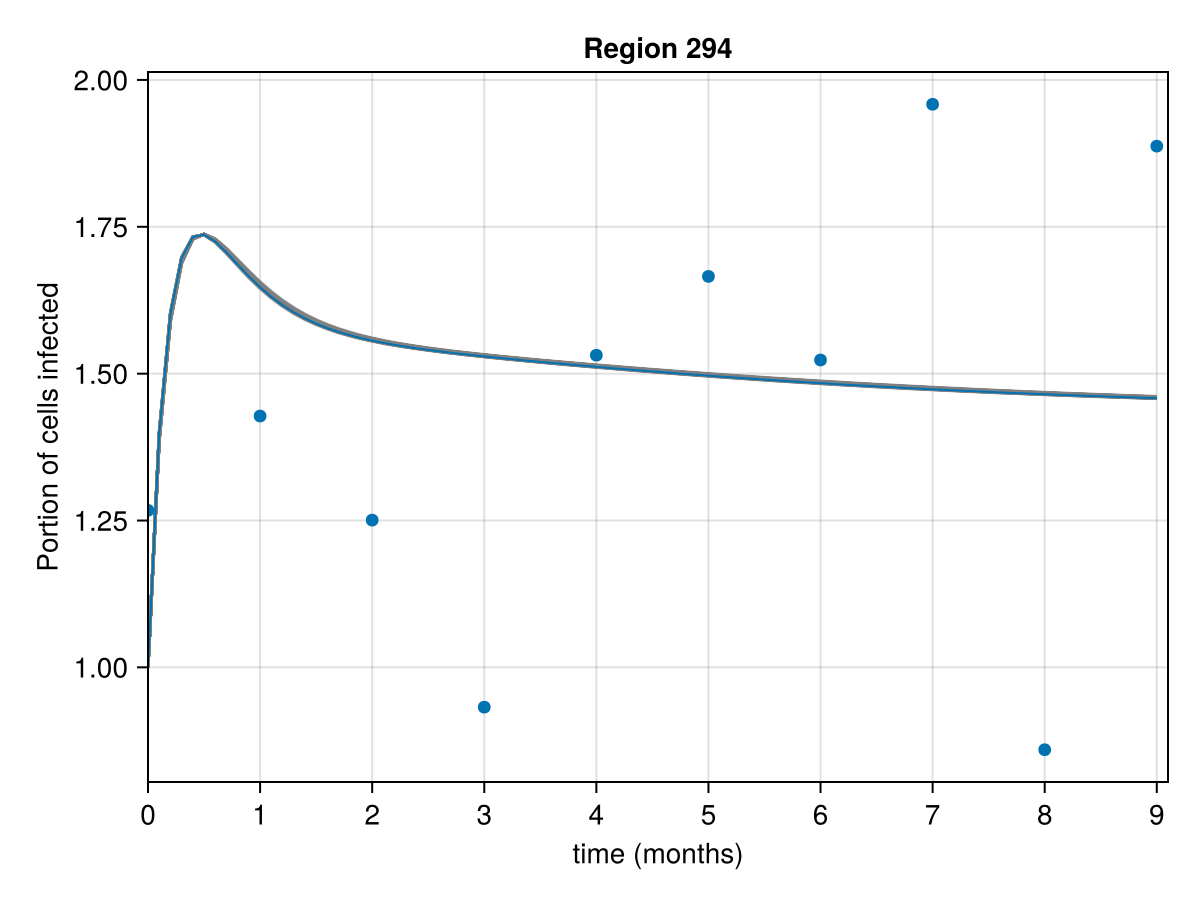 Region 294
Portion of cells infected
2.00
1.75
1.50
1.25
1.00
0 1 2 3 4 5 6 7 8 9
time (months)